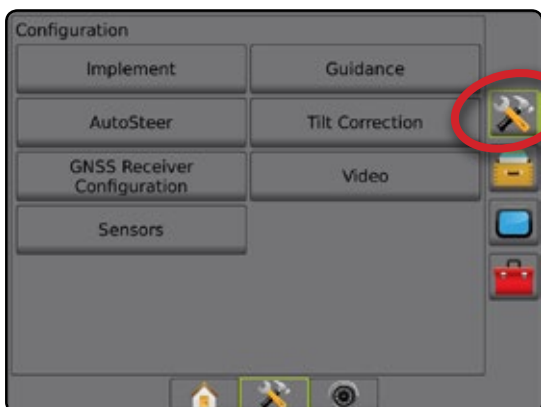 Configuration
Implement
Guidance
AutoSteer
Tilt Correction
GNSS Receiver
Configuration
Video
Sensors